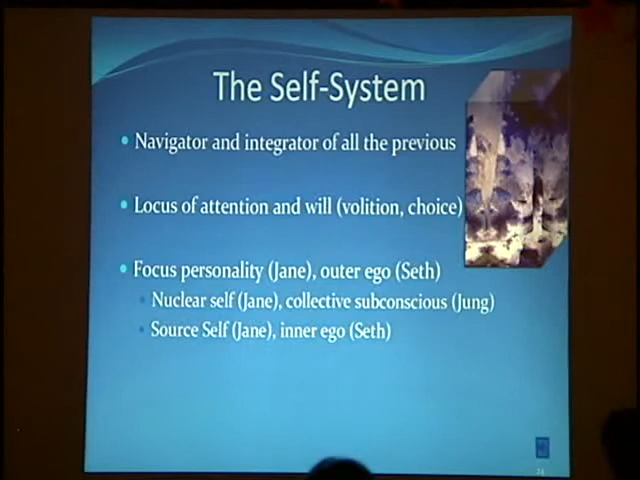 The Self-System
• Navigator and integrator of all the previous
• Locus of attention and will (volition, choice)
• Focus personality (Jane), outer ego (Seth)
• Nuclear self (Jane), collective subconscious (Jung)
• Source Self (Jane), inner ego (Seth)